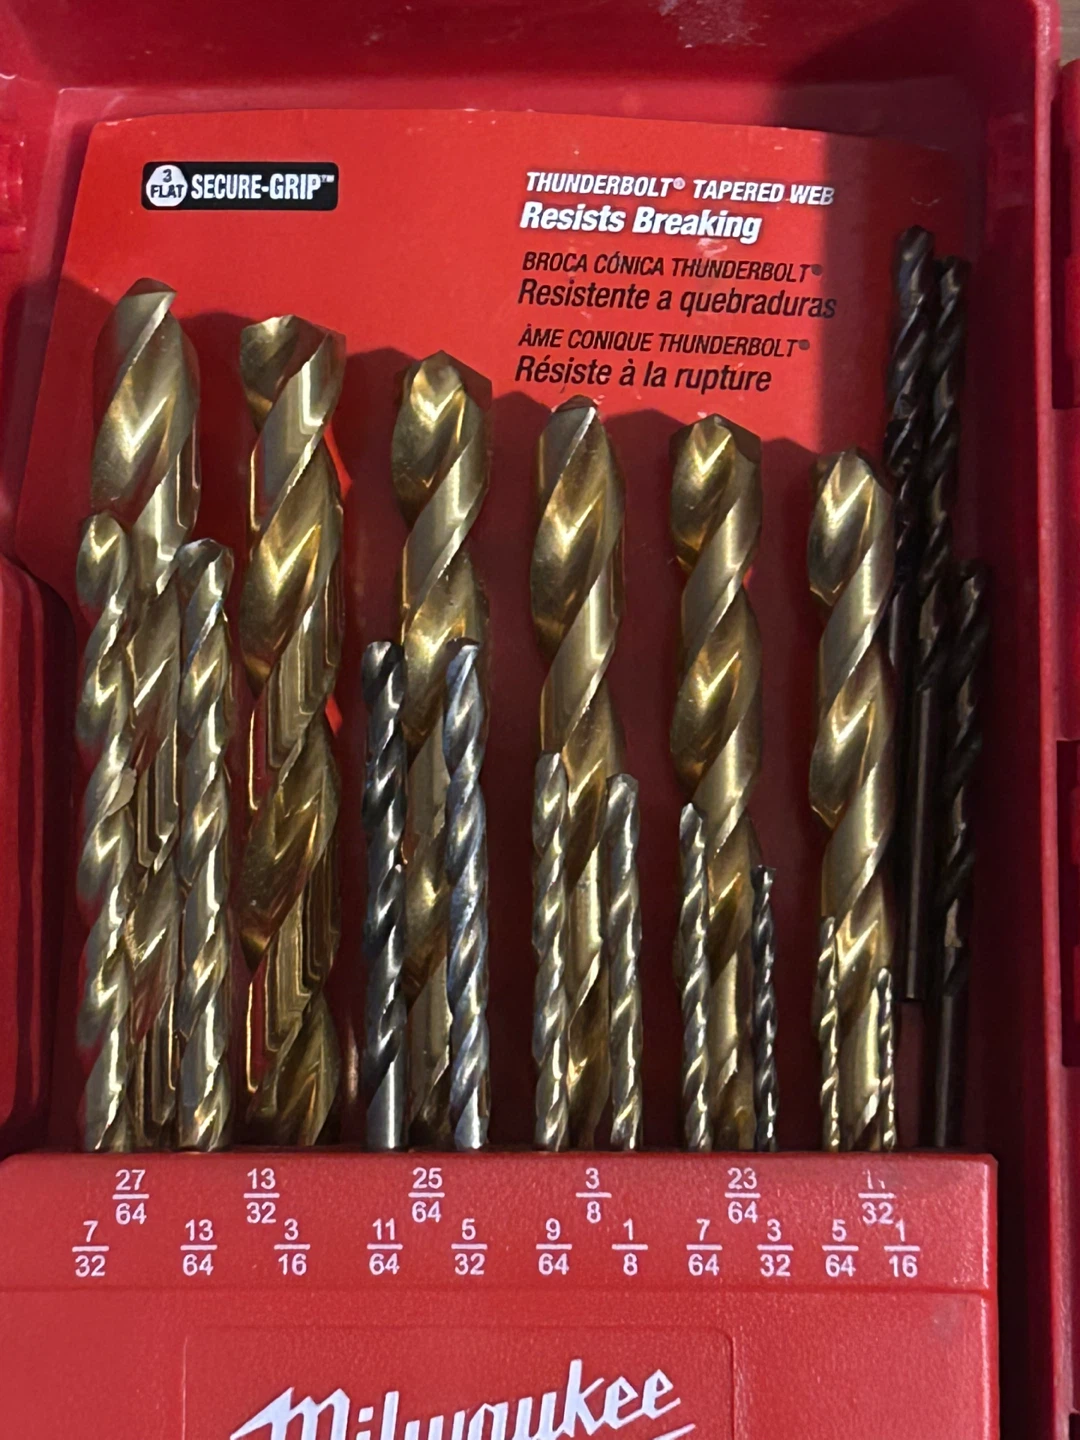 3
FLAT
SECURE-GRIP™
THUNDERBOLT® TAPERED WEB
Resists Breaking
BROCA CÓNICA THUNDERBOLT®
Resistente a quebraduras
ÂME CONIQUE THUNDERBOLT®
Résiste à la rupture
27/64 13/32 25/64 3/8 23/64 11/32
7/32 13/64 3/16 11/64 5/32 9/64 1/8 7/64 3/32 5/64 1/16
Milwaukee